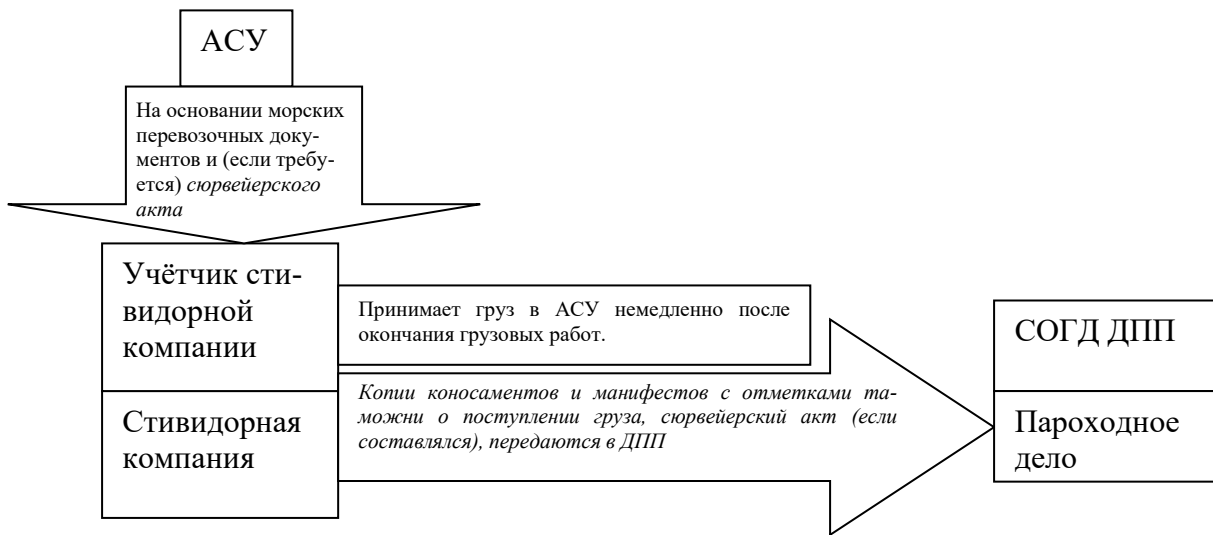 АСУ
На основании морских
перевозочных доку-
ментов и (если требу-
ется) сюрвейерского
акта
Учётчик сти-
видорной
компании
Принимает груз в АСУ немедленно после
окончания грузовых работ.
СОГД ДПП
Копии коносаментов и манифестов с отметками та-
можни о поступлении груза, сюрвейерский акт (если
составлялся), передаются в ДПП
Стивидорная
компания
Пароходное
дело